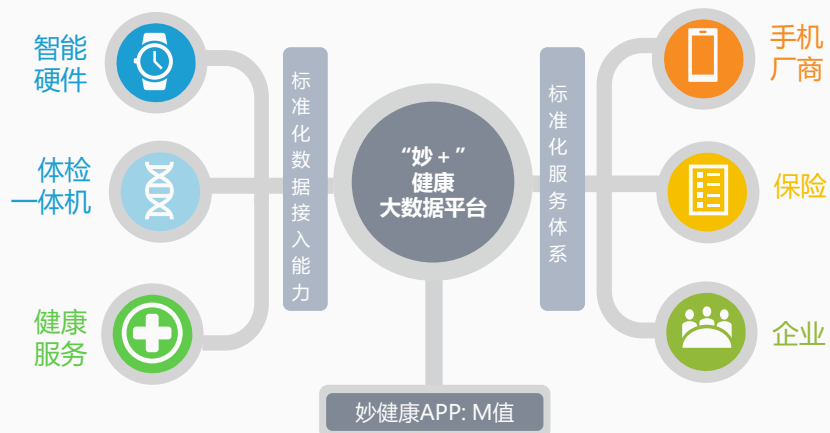 智能
硬件
体检
一体机
健康
服务
标准化数据接入能力
“妙+”
健康
大数据平台
标准化服务体系
手机
厂商
保险
企业
妙健康APP: M值